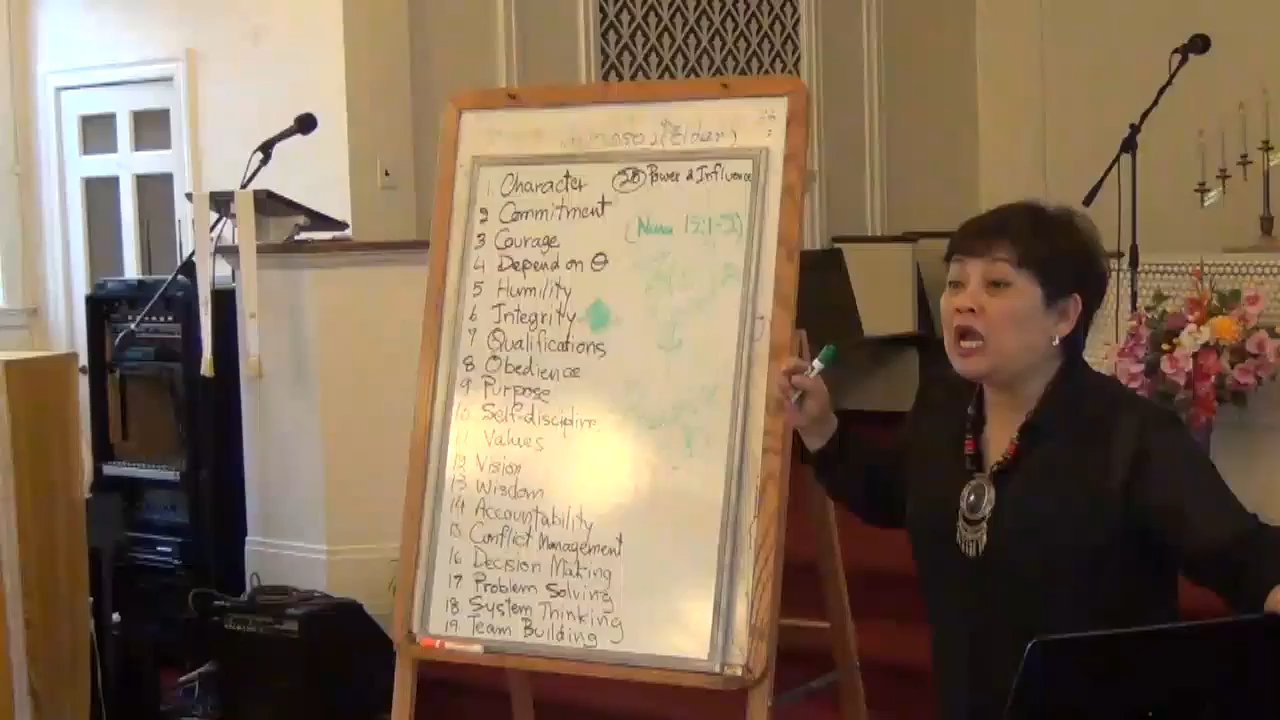 (Elder)
1. Character
2 Commitment
3 Courage
4 Depend on Θ
5 Humility
6 Integrity
7 Qualifications
8 Obedience
9 Purpose
10 Self-discipline
11 Values
12 Vision
13 Wisdom
14 Accountability
15 Conflict Management
16 Decision Making
17 Problem Solving
18 System Thinking
19 Team Building
20 Power & Influence